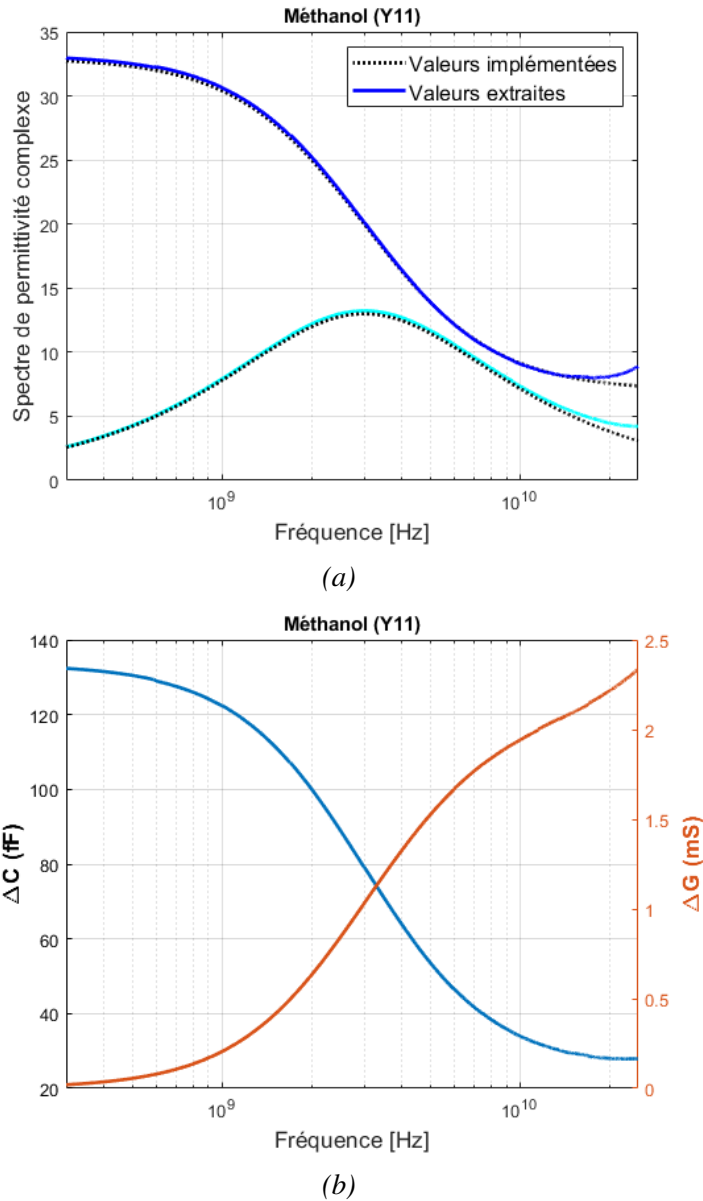 Méthanol (Y11)
35
30
25
20
15
10
5
0
Spectre de permittivité complexe
Valeurs implémentées
Valeurs extraites
10^9
10^10
Fréquence [Hz]
(a)
Méthanol (Y11)
140
120
100
80
60
40
20
ΔC (fF)
2.5
2
1.5
1
0.5
0
ΔG (mS)
10^9
10^10
Fréquence [Hz]
(b)